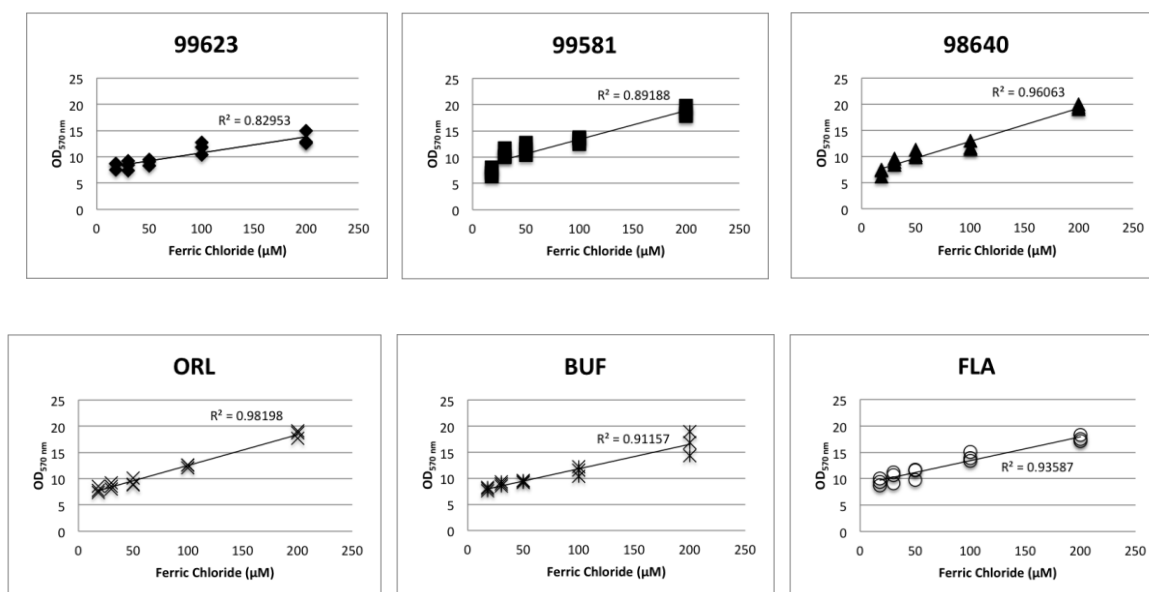 99623
25
20
15
10
5
0
OD570 nm
R² = 0.82953
0 50 100 150 200 250
Ferric Chloride (µM)
99581
25
20
15
10
5
0
OD570 nm
R² = 0.89188
0 50 100 150 200 250
Ferric Chloride (µM)
98640
25
20
15
10
5
0
OD570 nm
R² = 0.96063
0 50 100 150 200 250
Ferric Chloride (µM)
ORL
25
20
15
10
5
0
OD570 nm
R² = 0.98198
0 50 100 150 200 250
Ferric Chloride (µM)
BUF
25
20
15
10
5
0
OD570 nm
R² = 0.91157
0 50 100 150 200 250
Ferric Chloride (µM)
FLA
25
20
15
10
5
0
OD570 nm
R² = 0.93587
0 50 100 150 200 250
Ferric Chloride (µM)